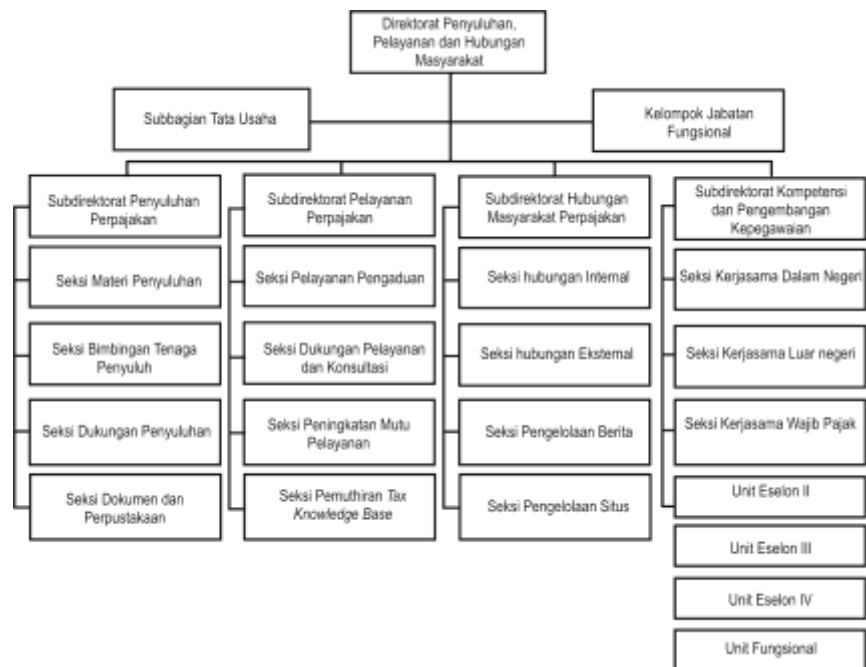 Direktorat Penyuluhan,
Pelayanan dan Hubungan
Masyarakat
Subbagian Tata Usaha
Kelompok Jabatan
Fungsional
Subdirektorat Penyuluhan
Perpajakan
Seksi Materi Penyuluhan
Seksi Bimbingan Tenaga
Penyuluh
Seksi Dukungan Penyuluhan
Seksi Dokumen dan
Perpustakaan
Subdirektorat Pelayanan
Perpajakan
Seksi Pelayanan Pengaduan
Seksi Dukungan Pelayanan
dan Konsultasi
Seksi Peningkatan Mutu
Pelayanan
Seksi Pemuthiran Tax
Knowledge Base
Subdirektorat Hubungan
Masyarakat Perpajakan
Seksi hubungan Internal
Seksi hubungan Eksternal
Seksi Pengelolaan Berita
Seksi Pengelolaan Situs
Subdirektorat Kompetensi
dan Pengembangan
Kepegawaian
Seksi Kerjasama Dalam Negeri
Seksi Kerjasama Luar negeri
Seksi Kerjasama Wajib Pajak
Unit Eselon II
Unit Eselon III
Unit Eselon IV
Unit Fungsional